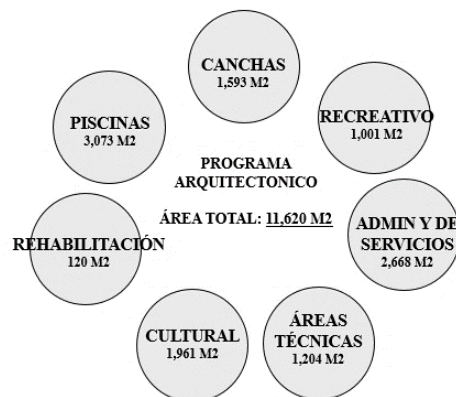 CANCHAS
1,593 M2
RECREATIVO
1,001 M2
ADMIN Y DE
SERVICIOS
2,668 M2
ÁREAS
TÉCNICAS
1,204 M2
CULTURAL
1,961 M2
REHABILITACIÓN
120 M2
PISCINAS
3,073 M2
PROGRAMA
ARQUITECTONICO
ÁREA TOTAL: 11,620 M2